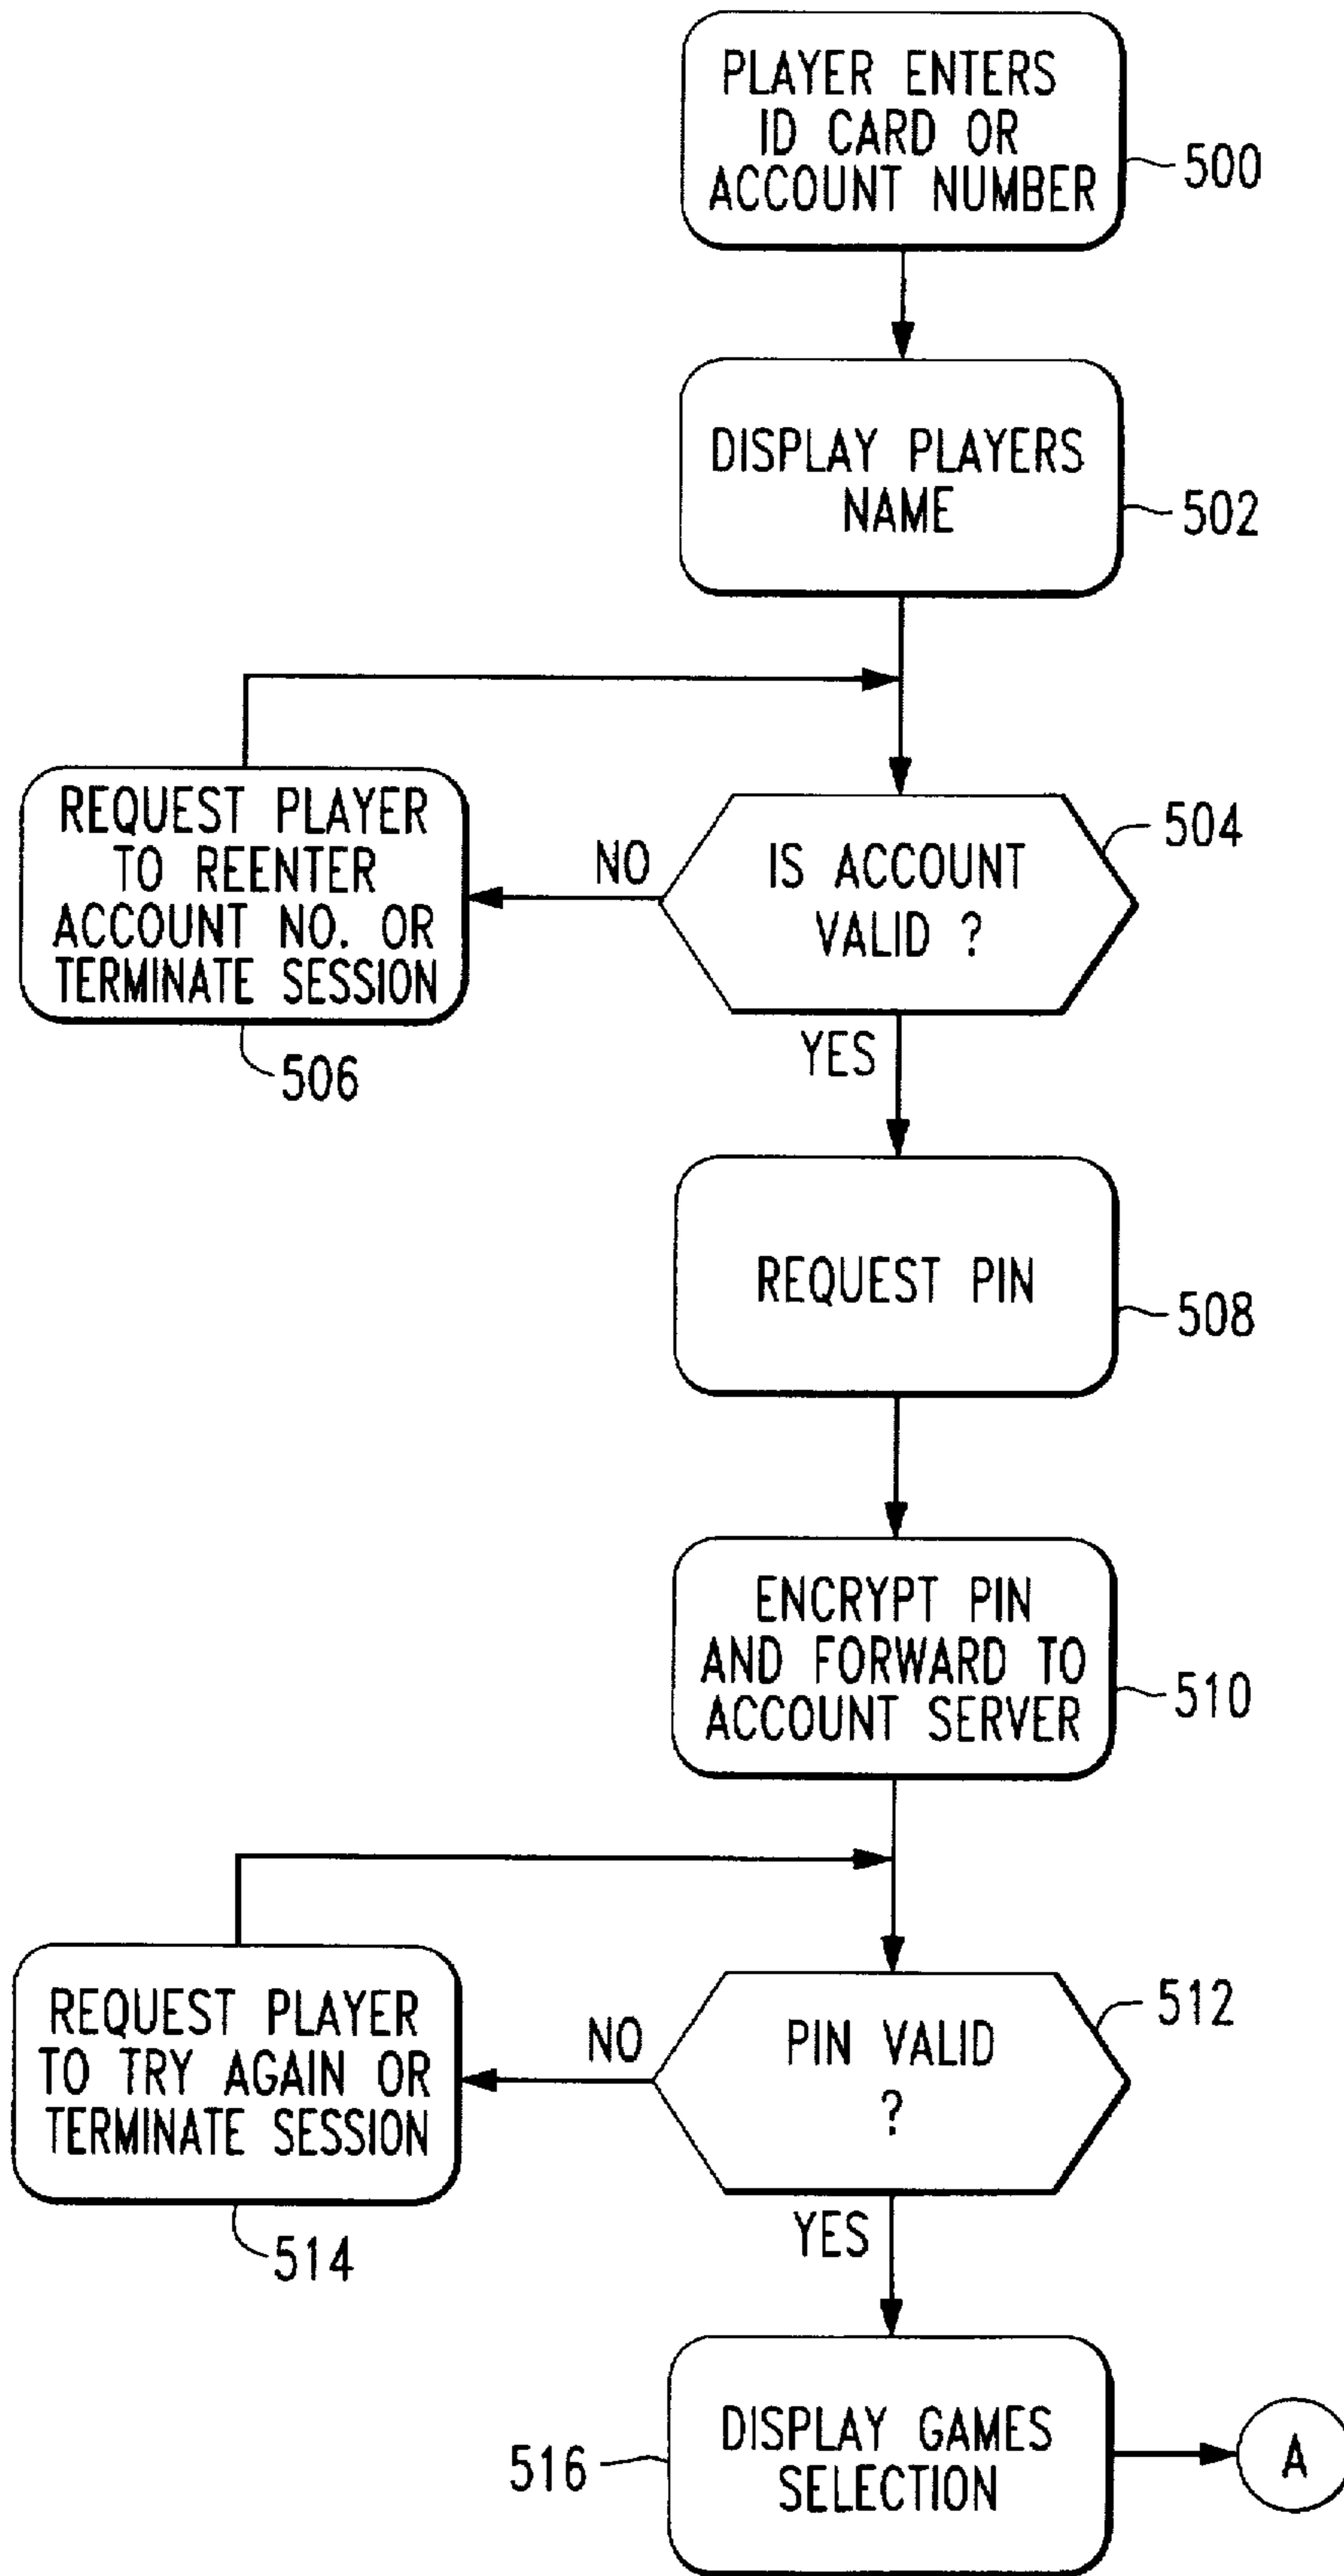 PLAYER ENTERS
ID CARD OR
ACCOUNT NUMBER
500
DISPLAY PLAYERS
NAME
502
IS ACCOUNT
VALID ?
504
NO
REQUEST PLAYER
TO REENTER
ACCOUNT NO. OR
TERMINATE SESSION
506
YES
REQUEST PIN
508
ENCRYPT PIN
AND FORWARD TO
ACCOUNT SERVER
510
PIN VALID
?
512
NO
REQUEST PLAYER
TO TRY AGAIN OR
TERMINATE SESSION
514
YES
DISPLAY GAMES
SELECTION
516
A